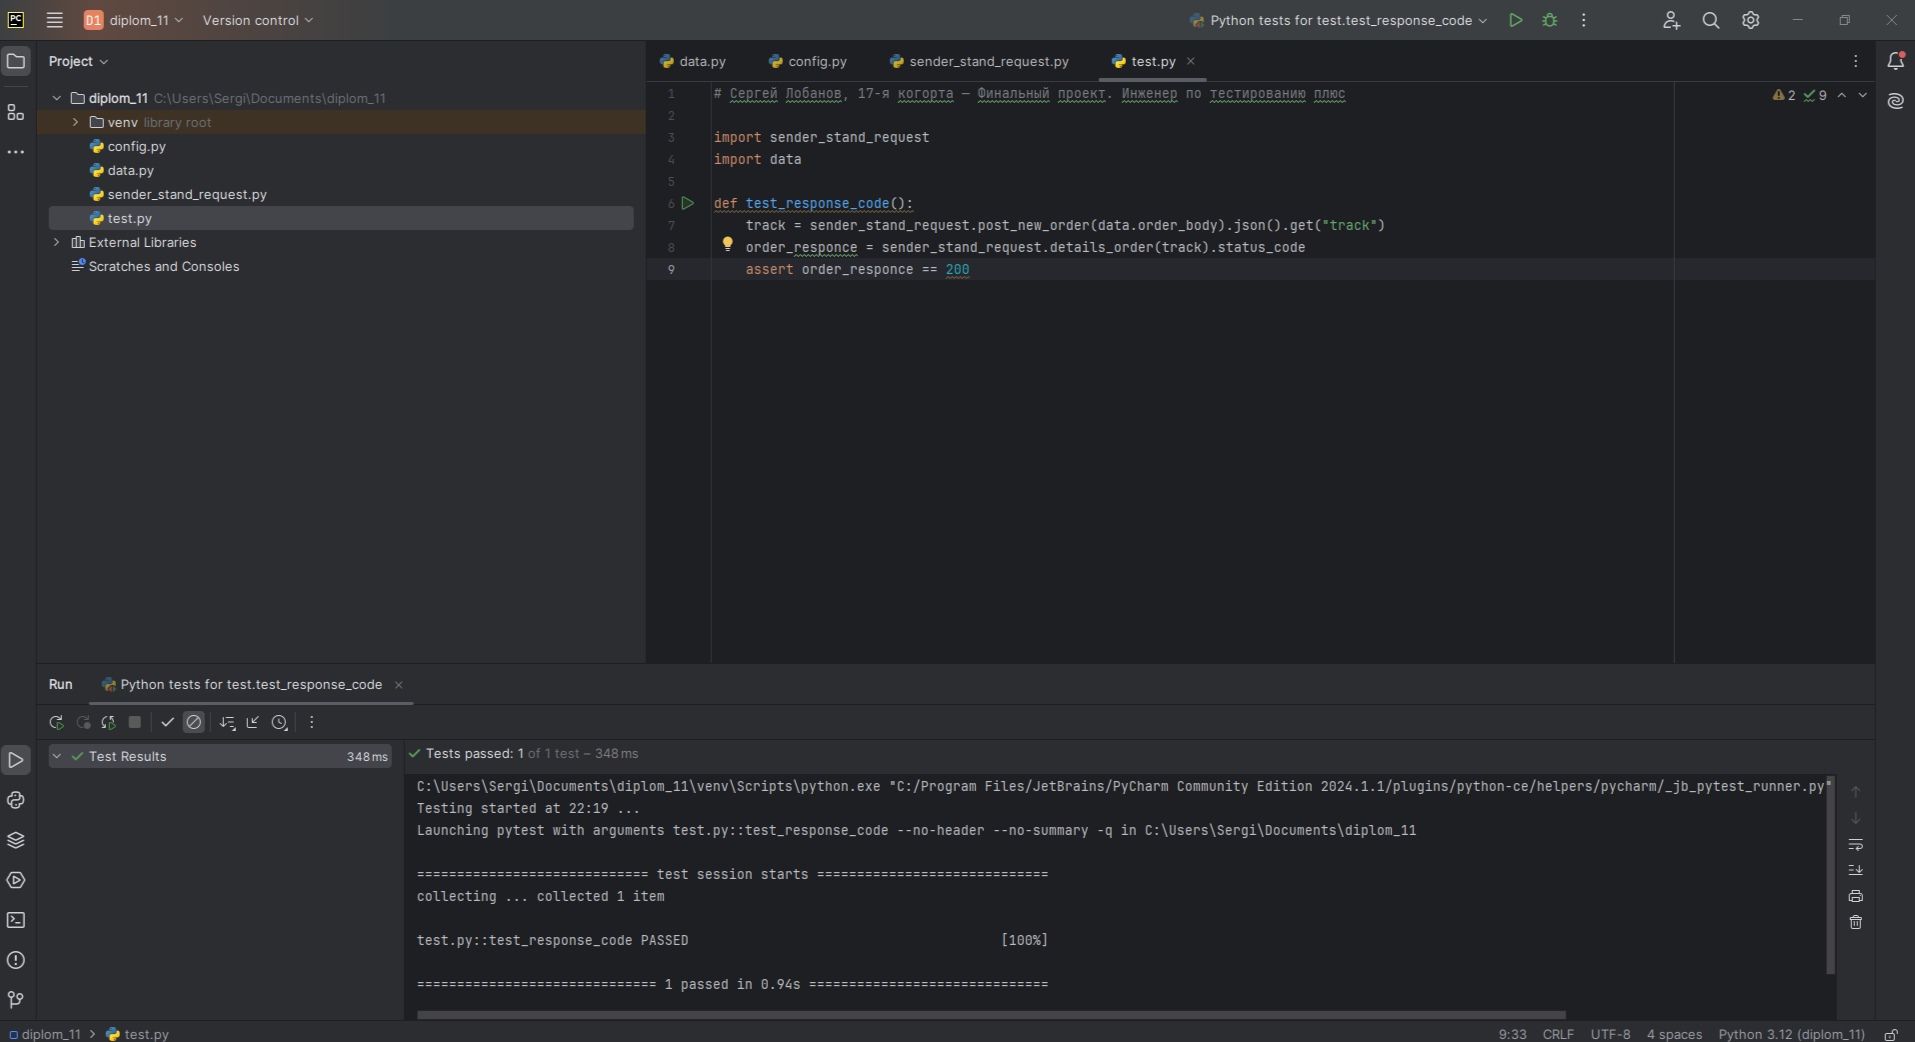 PC D1 diplom_11 Version control Python tests for test.test_response_code
Project
diplom_11 C:\Users\Sergi\Documents\diplom_11
venv library root
config.py
data.py
sender_stand_request.py
test.py
External Libraries
Scratches and Consoles
data.py config.py sender_stand_request.py test.py
1 # Сергей Лобанов, 17-я когорта — Финальный проект. Инженер по тестированию плюс
2 9
2
3 import sender_stand_request
4 import data
5
6 def test_response_code():
7 track = sender_stand_request.post_new_order(data.order_body).json().get("track")
8 order_responce = sender_stand_request.details_order(track).status_code
9 assert order_responce == 200
Run Python tests for test.test_response_code
Test Results 348 ms
Tests passed: 1 of 1 test – 348 ms
C:\Users\Sergi\Documents\diplom_11\venv\Scripts\python.exe "C:/Program Files/JetBrains/PyCharm Community Edition 2024.1.1/plugins/python-ce/helpers/pycharm/_jb_pytest_runner.py"
Testing started at 22:19 ...
Launching pytest with arguments test.py::test_response_code --no-header --no-summary -q in C:\Users\Sergi\Documents\diplom_11
============================= test session starts =============================
collecting ... collected 1 item
test.py::test_response_code PASSED [100%]
============================== 1 passed in 0.94s ==============================
diplom_11 test.py 9:33 CRLF UTF-8 4 spaces Python 3.12 (diplom_11)